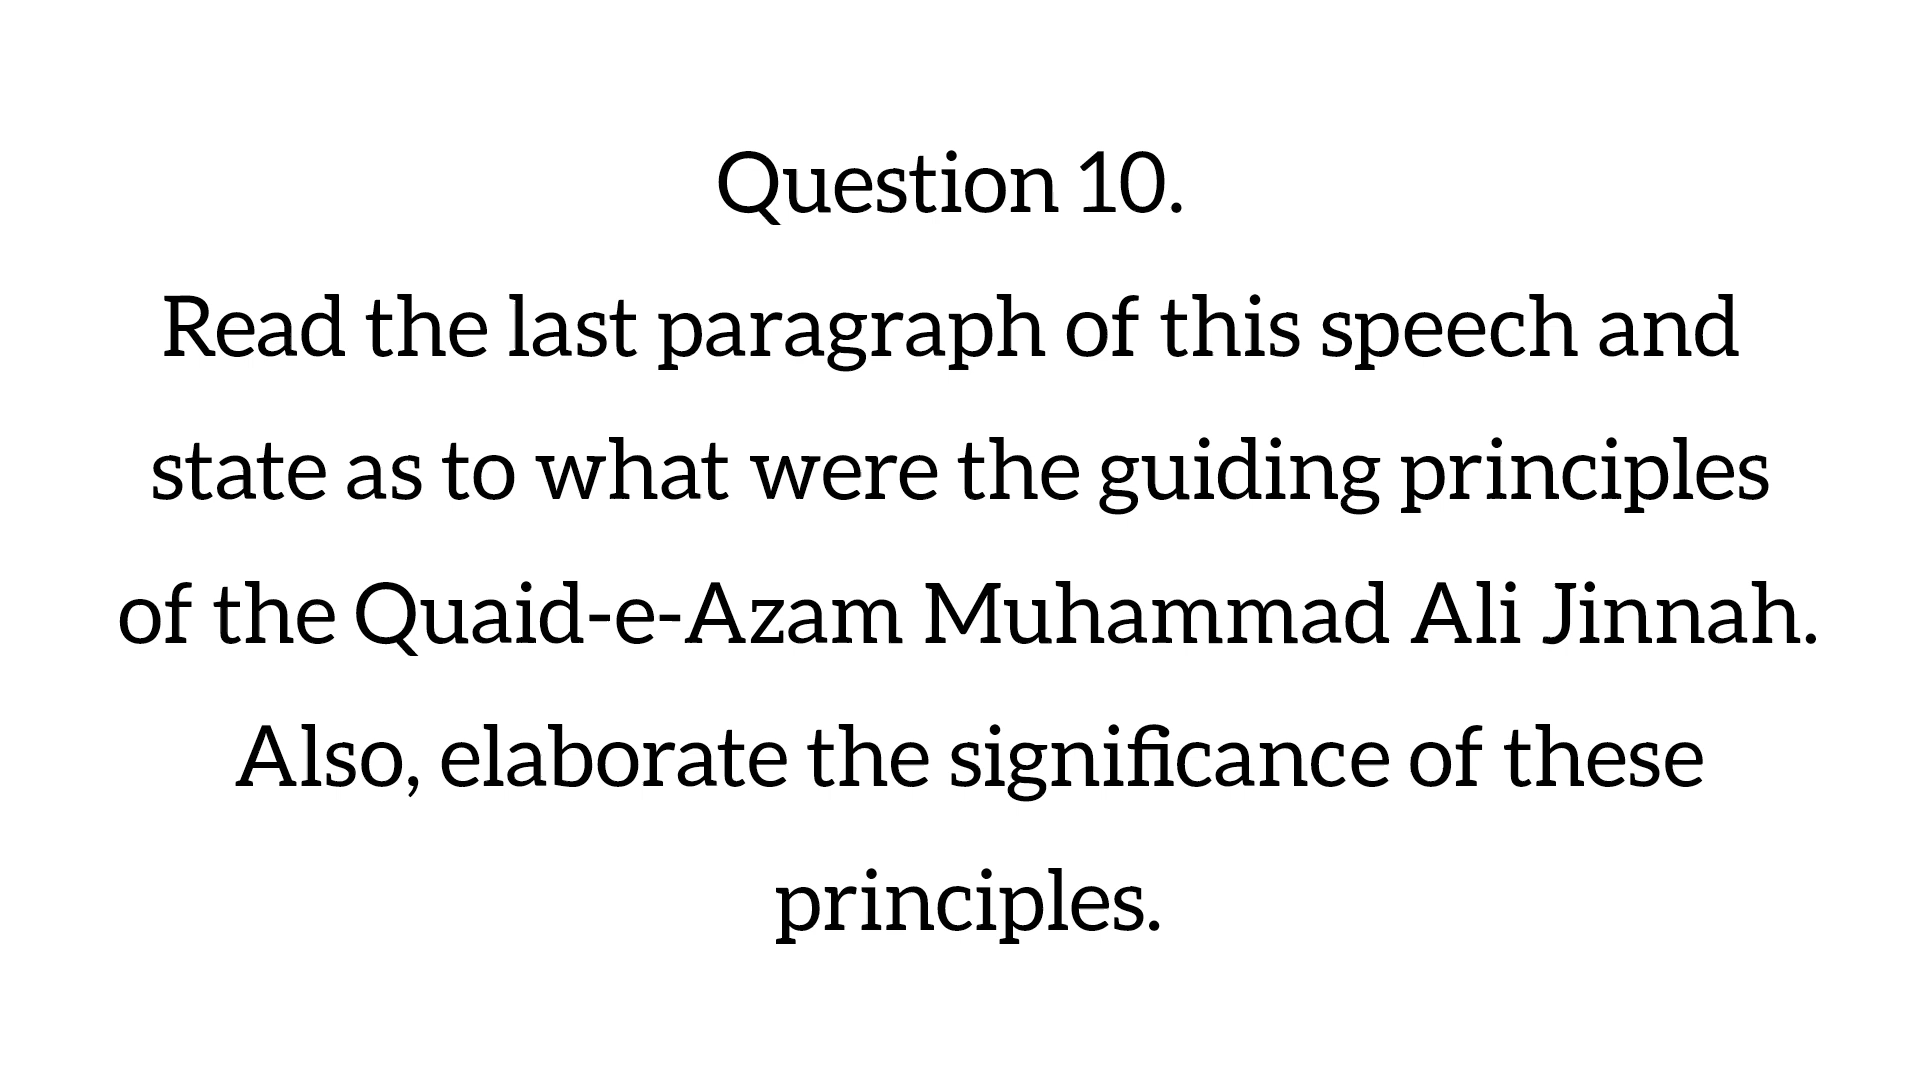 Question 10.
Read the last paragraph of this speech and
state as to what were the guiding principles
of the Quaid-e-Azam Muhammad Ali Jinnah.
Also, elaborate the significance of these
principles.